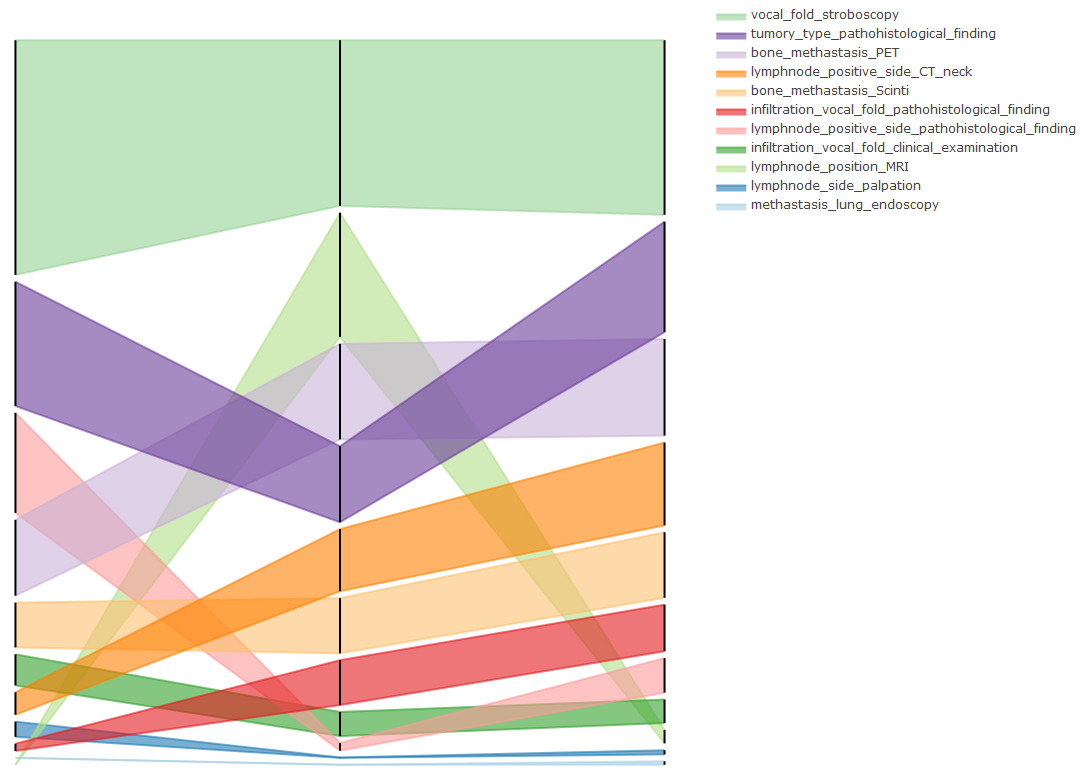 vocal_fold_stroboscopy
tumory_type_pathohistological_finding
bone_methastasis_PET
lymphnode_positive_side_CT_neck
bone_methastasis_Scinti
infiltration_vocal_fold_pathohistological_finding
lymphnode_positive_side_pathohistological_finding
infiltration_vocal_fold_clinical_examination
lymphnode_position_MRI
lymphnode_side_palpation
methastasis_lung_endoscopy